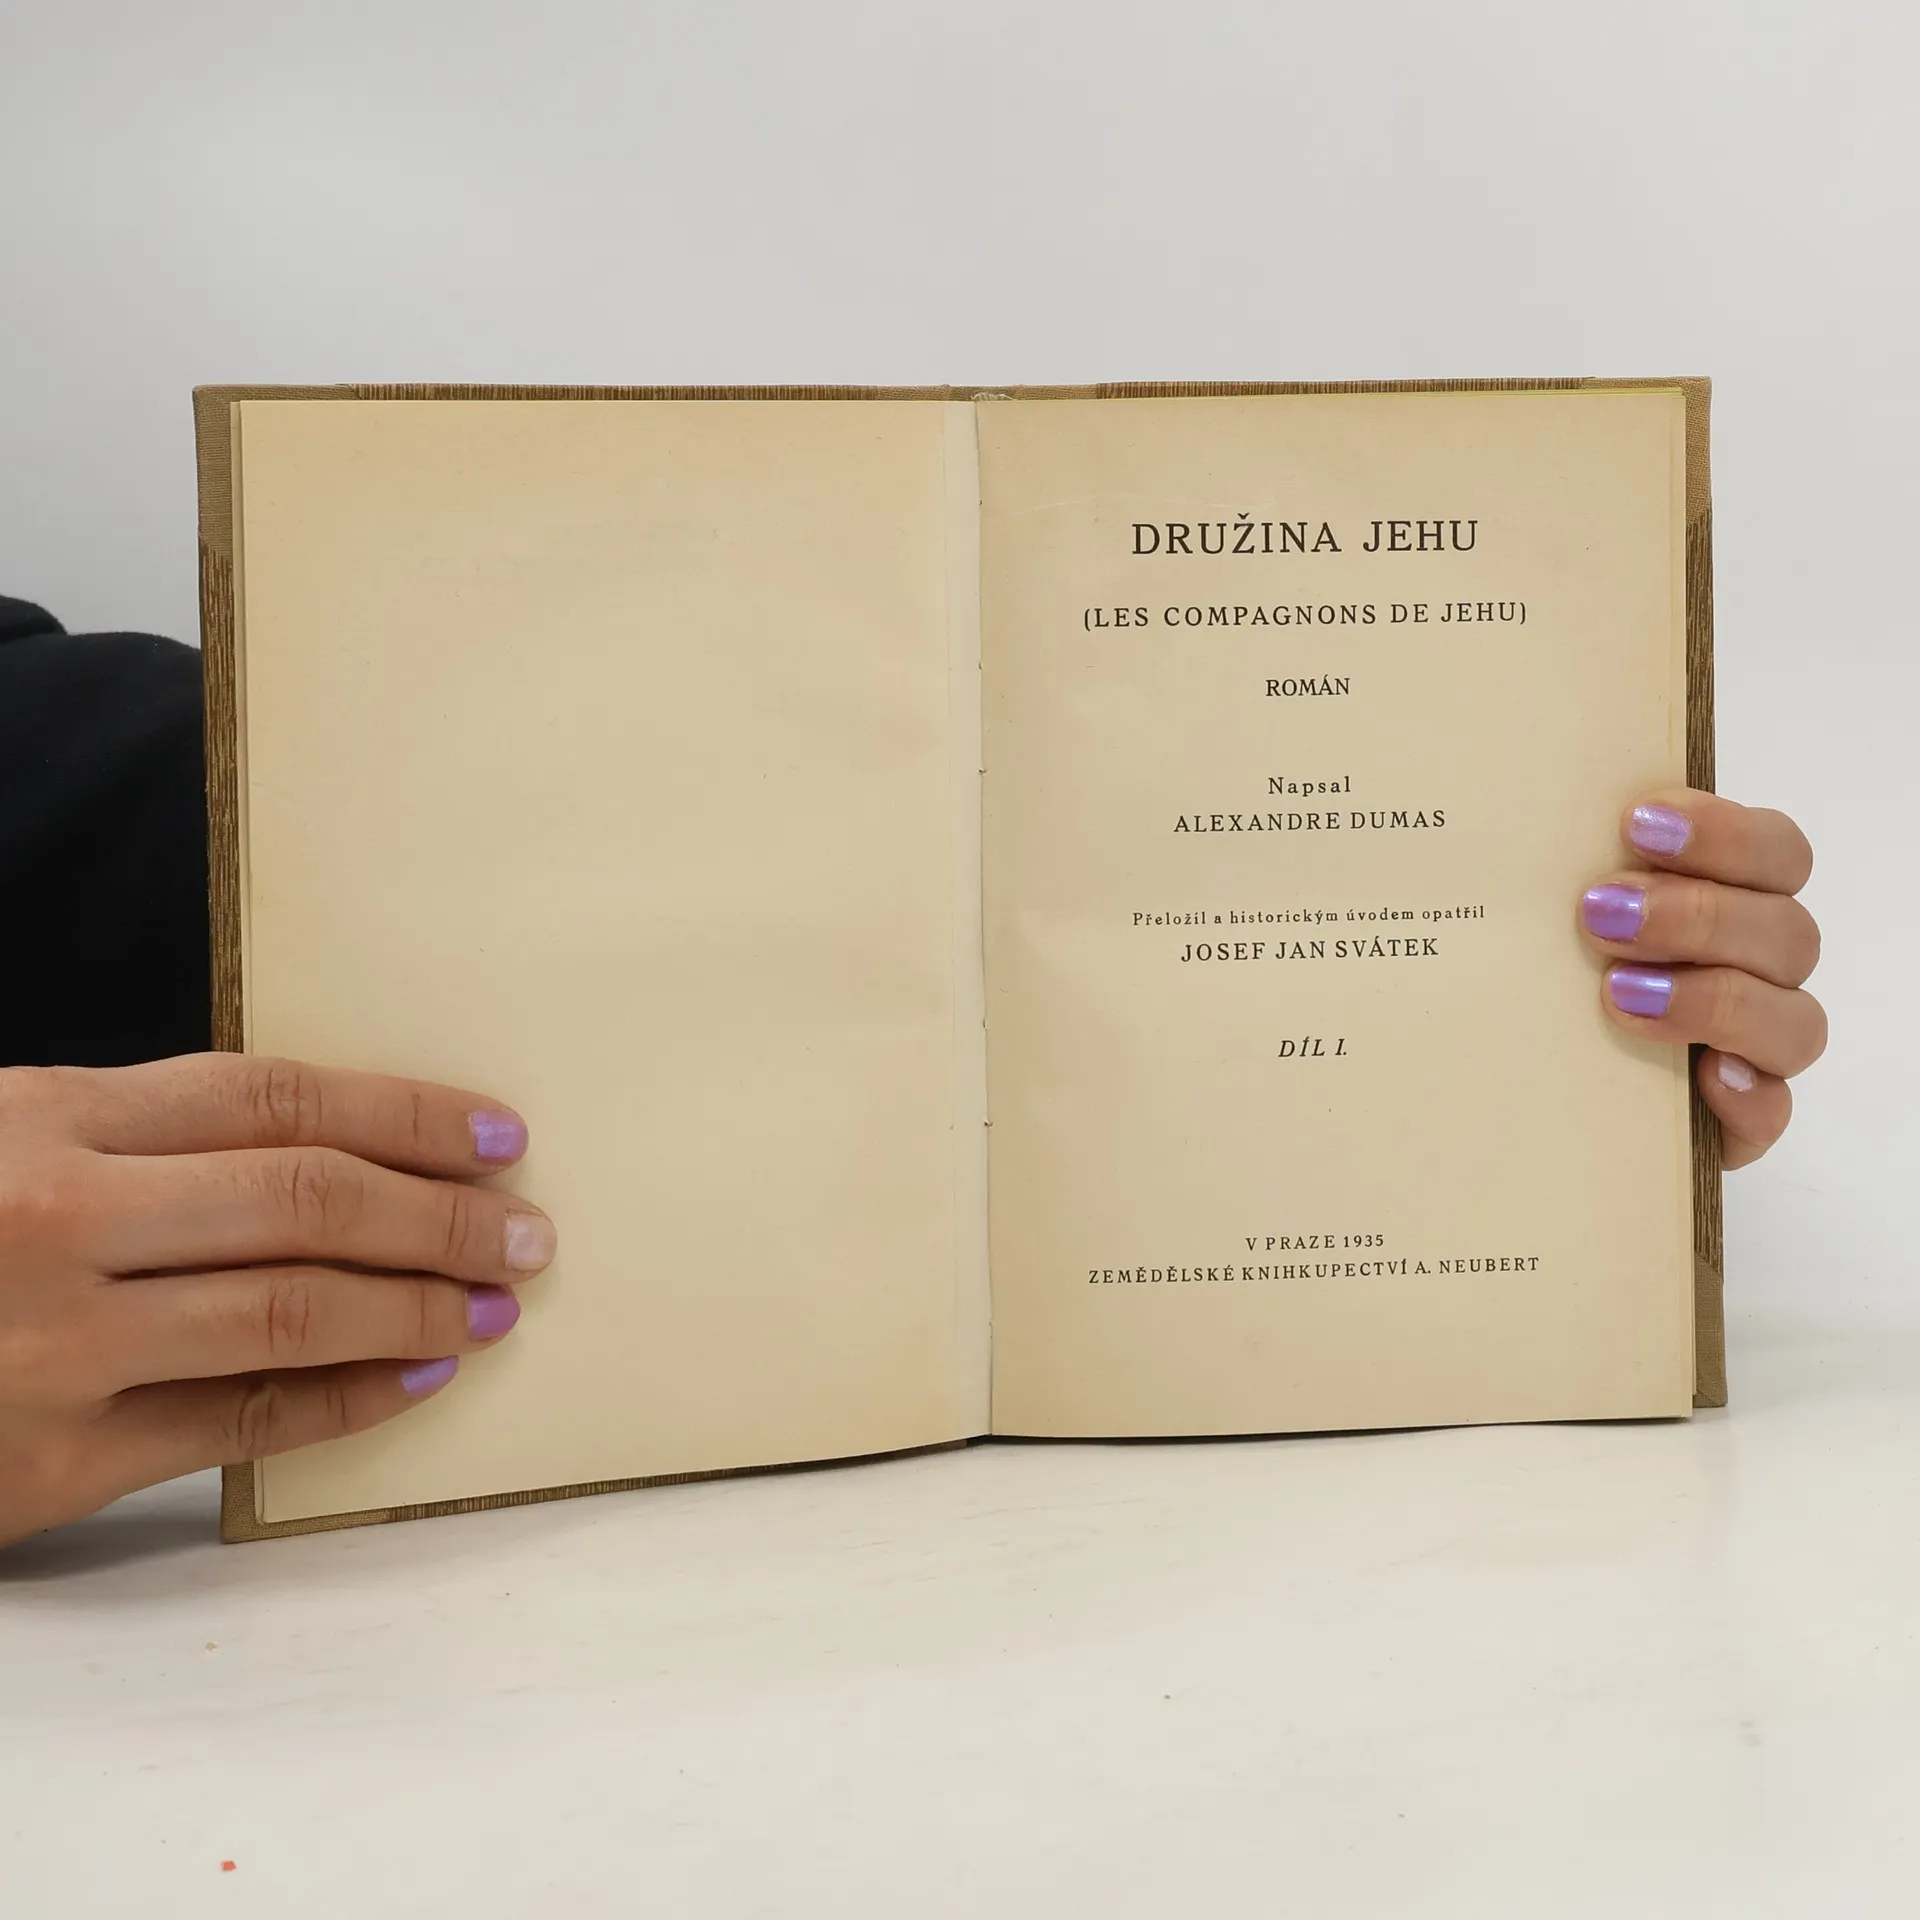 DRUŽINA JEHU
(LES COMPAGNONS DE JEHU)
ROMÁN
Napsal
ALEXANDRE DUMAS
Přeložil a historickým úvodem opatřil
JOSEF JAN SVÁTEK
DÍL I.
V PRAZE 1935
ZEMĚDĚLSKÉ KNIHKUPECTVÍ A. NEUBERT